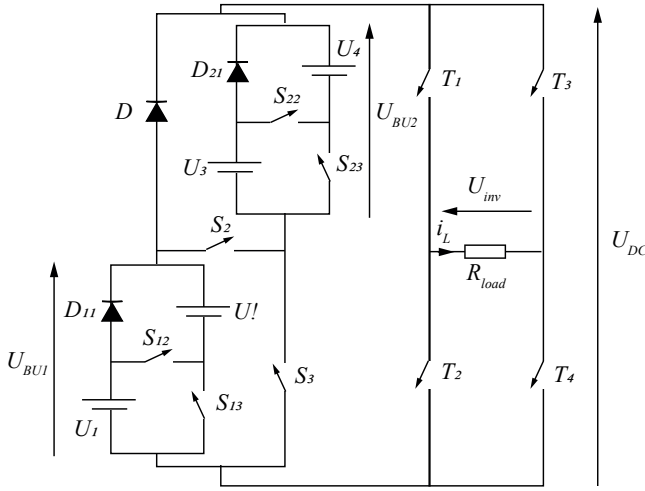 U4
D21
T1
T3
S22
D
UBU2
U3
S23
Uinv
S2
iL
UDC
Rload
D11
U!
S12
UBU1
S3
T2
T4
S13
U1